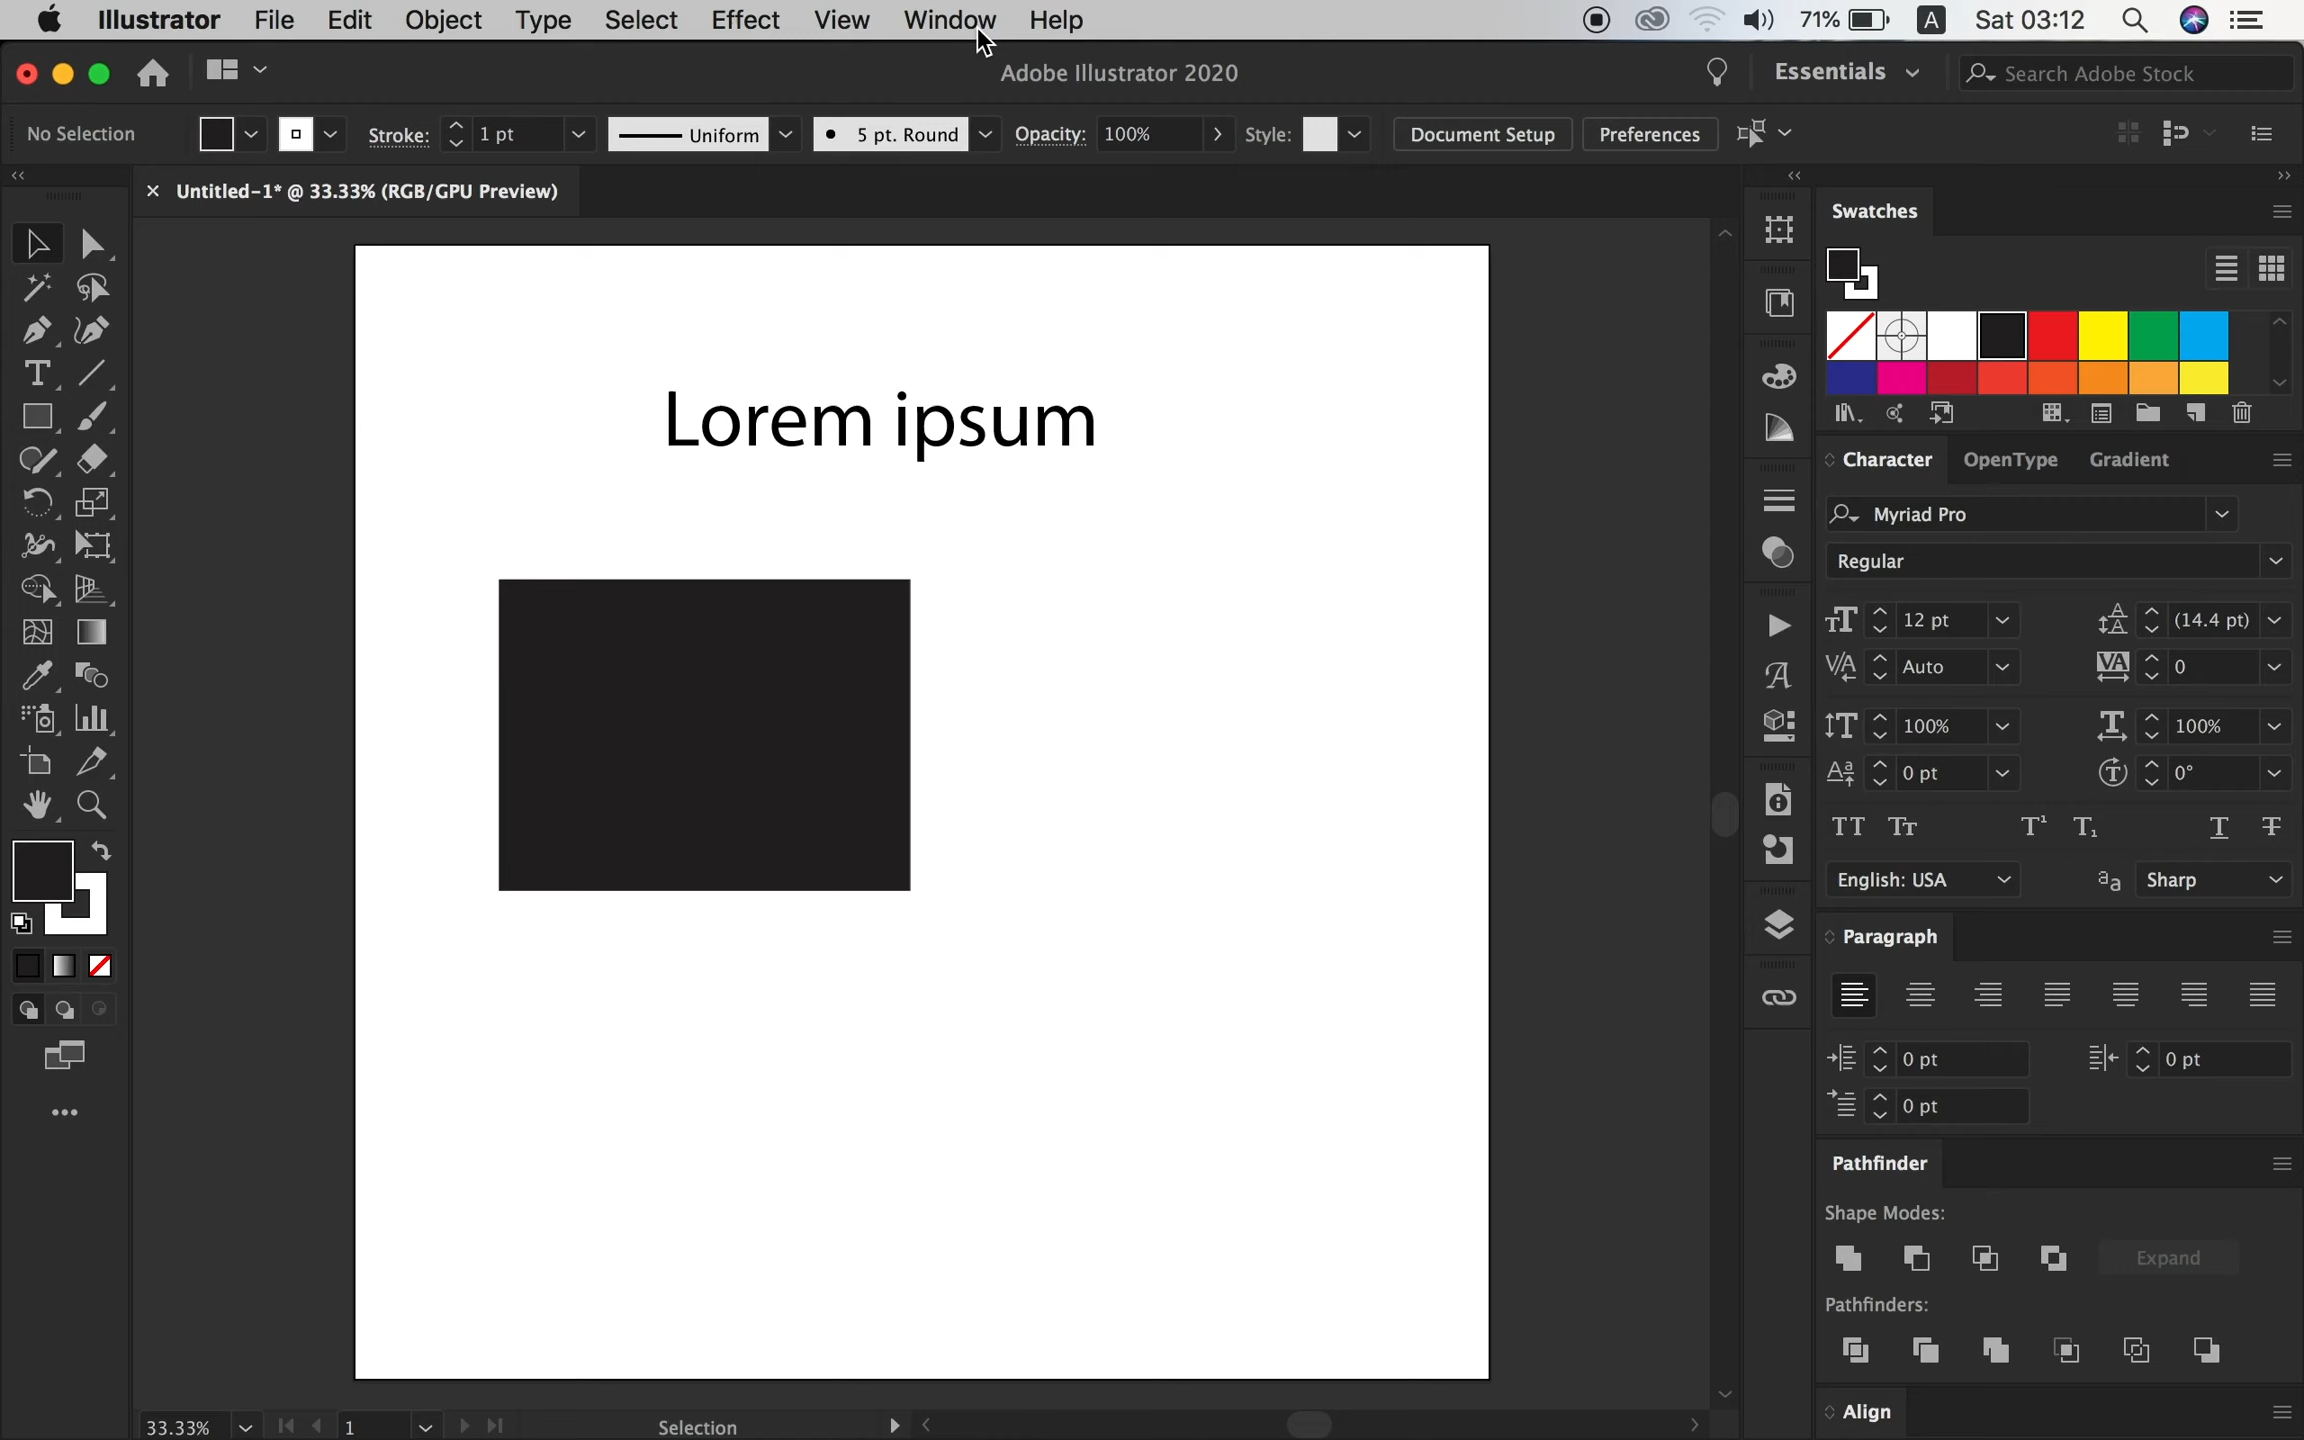 Illustrator File Edit Object Type Select Effect View Window Help 71% A Sat 03:12
Adobe Illustrator 2020 Essentials Search Adobe Stock
No Selection Stroke: 1 pt Uniform 5 pt. Round Opacity: 100% Style: Document Setup Preferences
× Untitled-1* @ 33.33% (RGB/GPU Preview)
Swatches
Lorem ipsum
Character OpenType Gradient
Myriad Pro
Regular
12 pt (14.4 pt)
Auto 0
100% 100%
0 pt 0°
English: USA Sharp
Paragraph
0 pt 0 pt
0 pt
Pathfinder
Shape Modes:
Expand
Pathfinders:
Align
33.33% 1 Selection